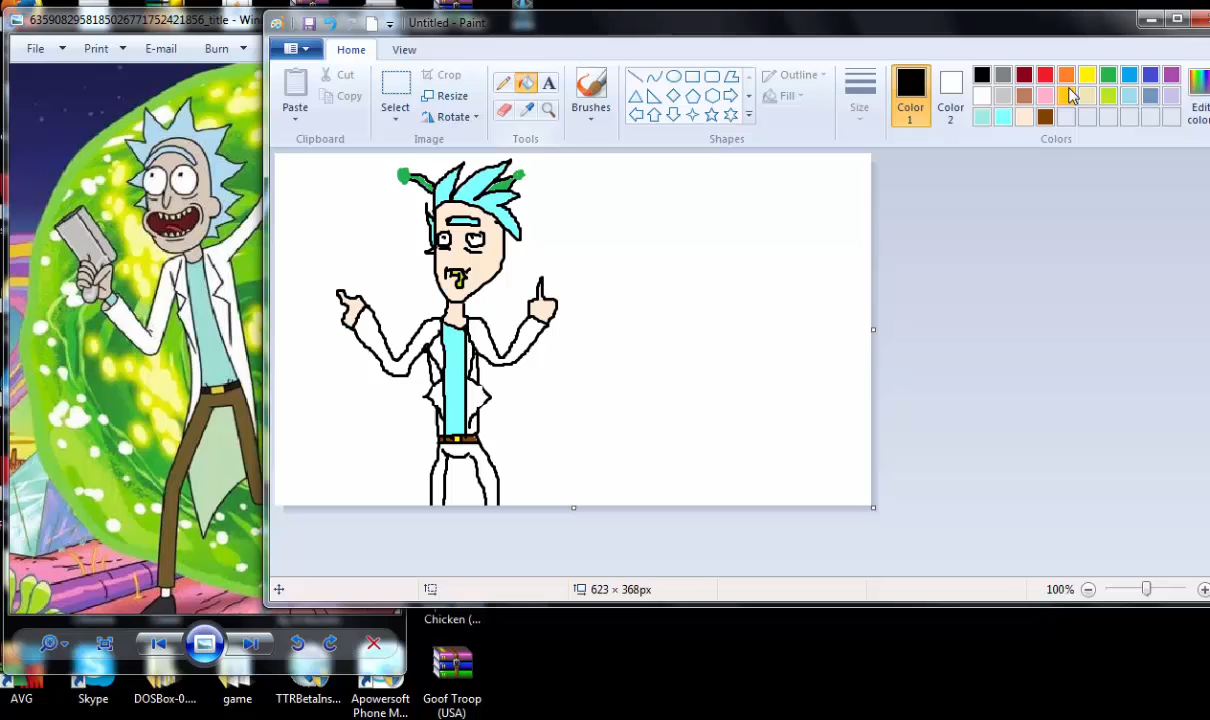 635908295818502677​1752421856_title - Win
File Print E-mail Burn
Untitled - Paint
Home View
Paste
Cut
Copy
Clipboard
Select
Crop
Resize
Rotate
Image
A
Tools
Brushes
Outline
Fill
Shapes
Size
Color
1
Color
2
Edit
Colors
623 × 368px
100%
Chicken (...
AVG
Skype
DOSBox-0....
game
TTRBetaIns...
Apowersoft
Phone M...
Goof Troop
(USA)